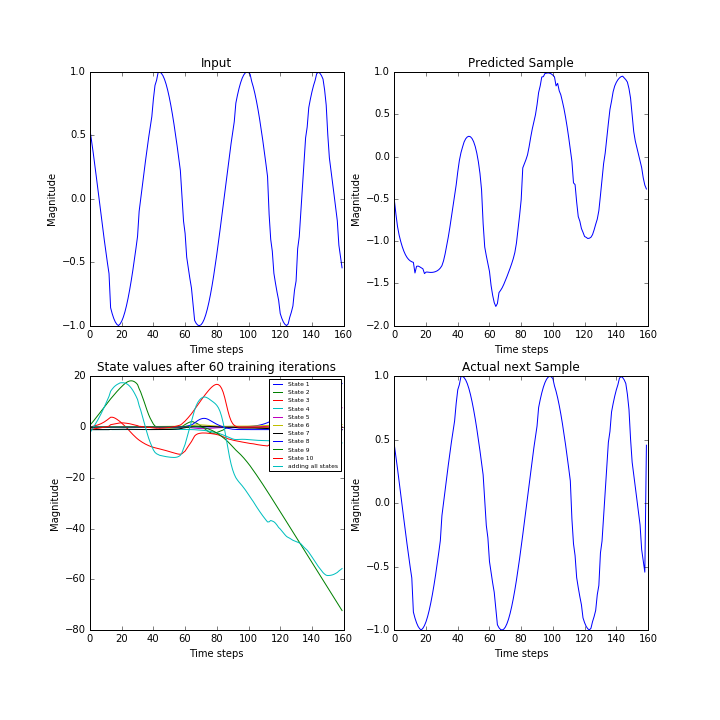 Input
1.0
0.5
0.0
−0.5
−1.0
Magnitude
0 20 40 60 80 100 120 140 160
Time steps
Predicted Sample
1.0
0.5
0.0
−0.5
−1.0
−1.5
−2.0
Magnitude
0 20 40 60 80 100 120 140 160
Time steps
State values after 60 training iterations
20
0
−20
−40
−60
−80
Magnitude
0 20 40 60 80 100 120 140 160
Time steps
State 1
State 2
State 3
State 4
State 5
State 6
State 7
State 8
State 9
State 10
adding all states
Actual next Sample
1.0
0.5
0.0
−0.5
−1.0
Magnitude
0 20 40 60 80 100 120 140 160
Time steps